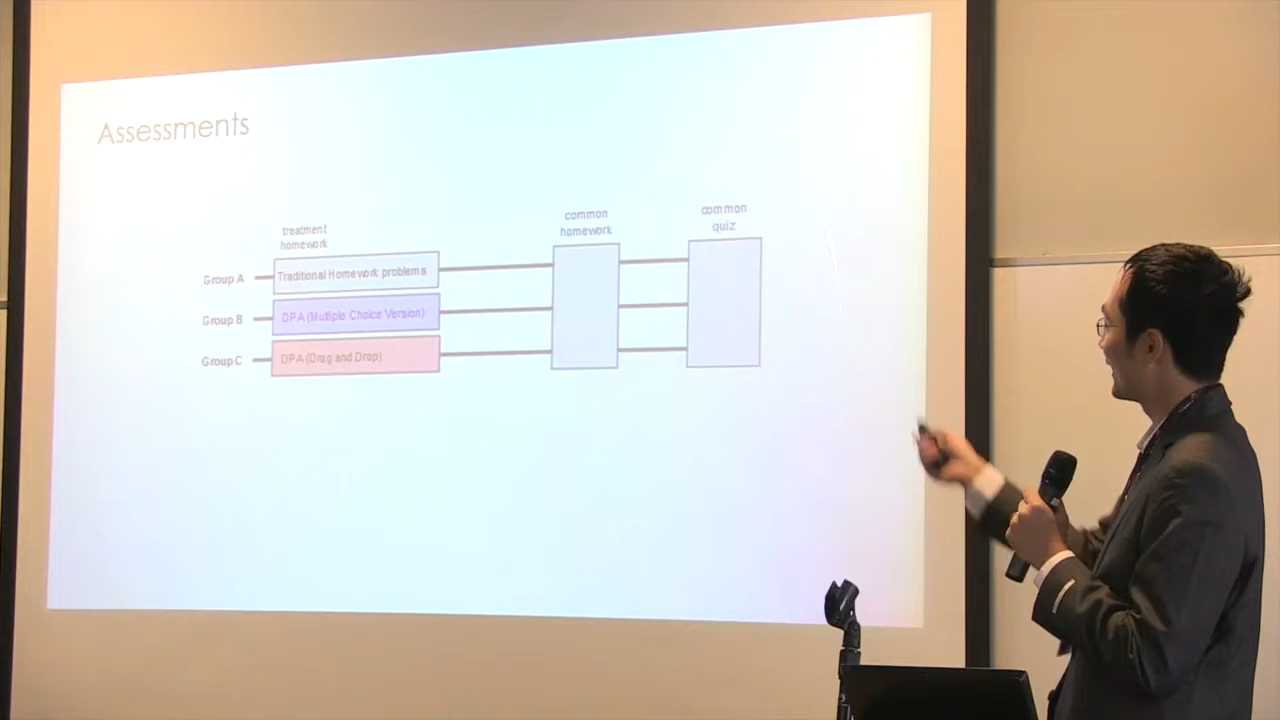 Assessments
common
quiz
common
homework
treatment
homework
Group A
Traditional Homework problems
Group B
DPA (Multiple Choice Version)
Group C
DPA (Drag and Drop)